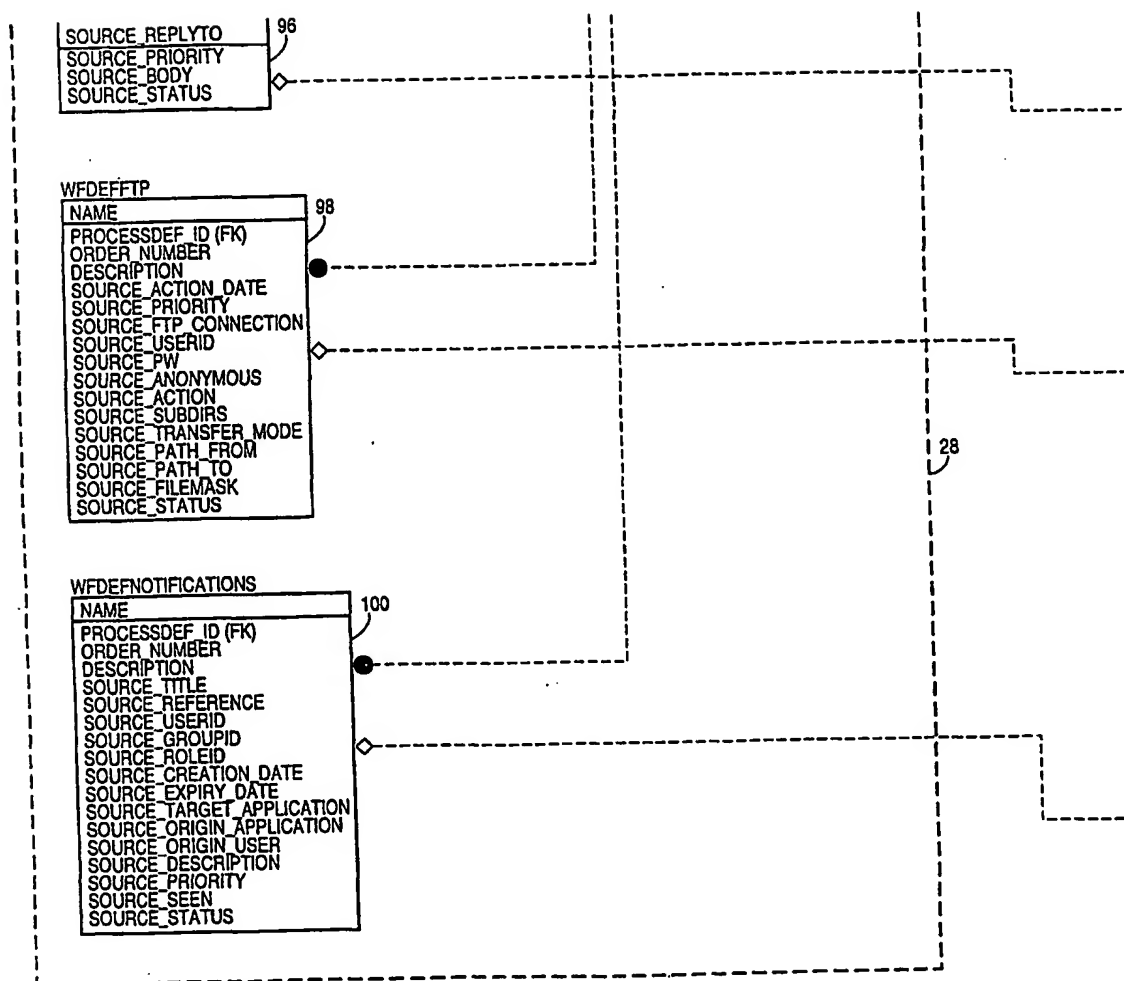 SOURCE_REPLYTO
96
SOURCE_PRIORITY
SOURCE_BODY
SOURCE_STATUS
WFDEFFTP
NAME
98
PROCESSDEF_ID (FK)
ORDER_NUMBER
DESCRIPTION
SOURCE_ACTION_DATE
SOURCE_PRIORITY
SOURCE_FTP_CONNECTION
SOURCE_USERID
SOURCE_PW
SOURCE_ANONYMOUS
SOURCE_ACTION
SOURCE_SUBDIRS
SOURCE_TRANSFER_MODE
SOURCE_PATH_FROM
SOURCE_PATH_TO
SOURCE_FILEMASK
SOURCE_STATUS
28
WFDEFNOTIFICATIONS
NAME
100
PROCESSDEF_ID (FK)
ORDER_NUMBER
DESCRIPTION
SOURCE_TITLE
SOURCE_REFERENCE
SOURCE_USERID
SOURCE_GROUPID
SOURCE_ROLEID
SOURCE_CREATION_DATE
SOURCE_EXPIRY_DATE
SOURCE_TARGET_APPLICATION
SOURCE_ORIGIN_APPLICATION
SOURCE_ORIGIN_USER
SOURCE_DESCRIPTION
SOURCE_PRIORITY
SOURCE_SEEN
SOURCE_STATUS